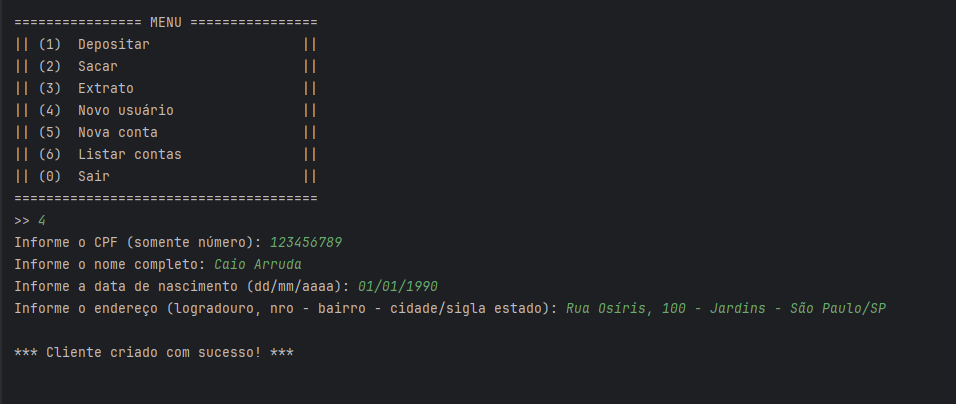 ================ MENU ================
|| (1)  Depositar                   ||
|| (2)  Sacar                       ||
|| (3)  Extrato                     ||
|| (4)  Novo usuário                ||
|| (5)  Nova conta                  ||
|| (6)  Listar contas               ||
|| (0)  Sair                        ||
======================================
>> 4
Informe o CPF (somente número): 123456789
Informe o nome completo: Caio Arruda
Informe a data de nascimento (dd/mm/aaaa): 01/01/1990
Informe o endereço (logradouro, nro - bairro - cidade/sigla estado): Rua Osíris, 100 - Jardins - São Paulo/SP
*** Cliente criado com sucesso! ***